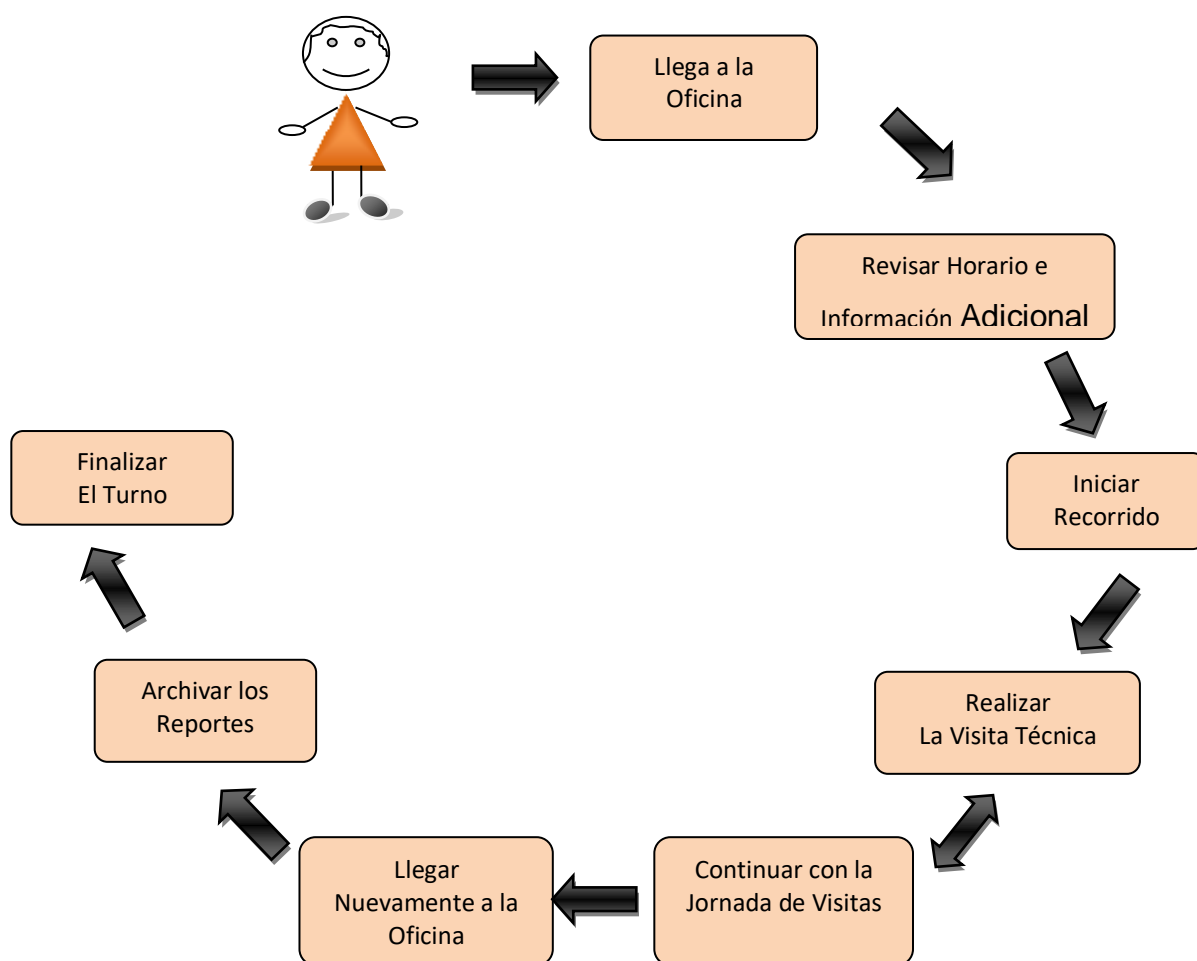 Llega a la
Oficina
Revisar Horario e
Información Adicional
Iniciar
Recorrido
Realizar
La Visita Técnica
Continuar con la
Jornada de Visitas
Llegar
Nuevamente a la
Oficina
Archivar los
Reportes
Finalizar
El Turno